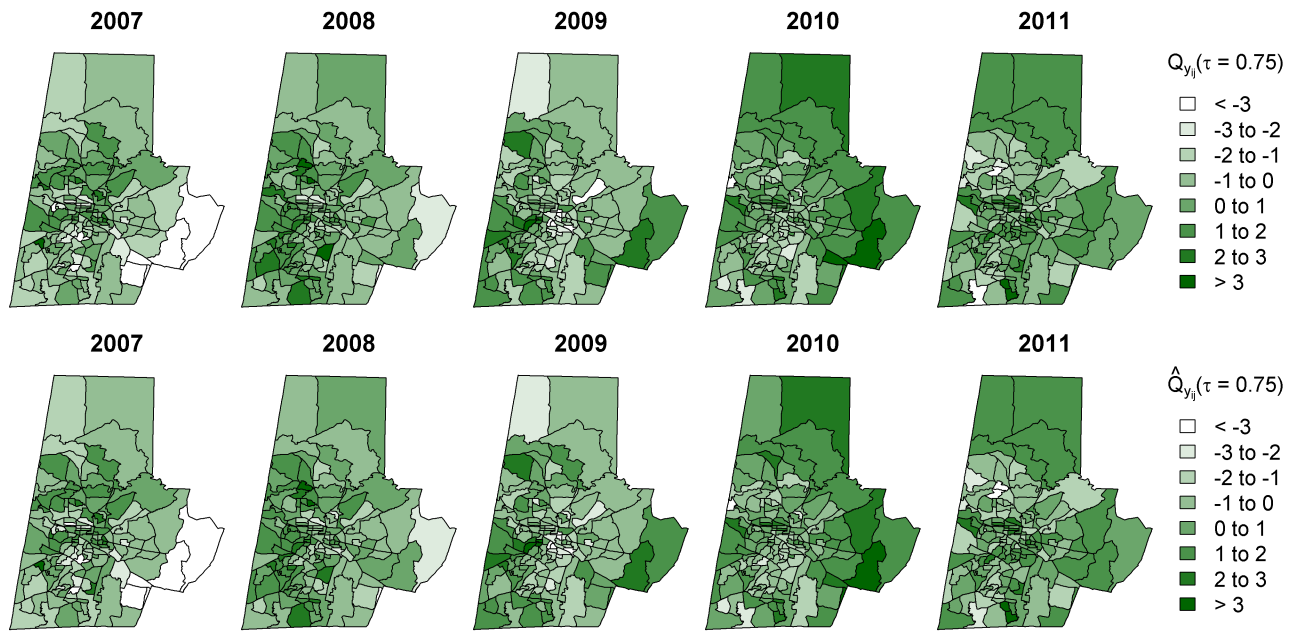 2007 2008 2009 2010 2011
Q_{y_{ij}}(τ = 0.75)
< -3
-3 to -2
-2 to -1
-1 to 0
0 to 1
1 to 2
2 to 3
> 3
2007 2008 2009 2010 2011
Q̂_{y_{ij}}(τ = 0.75)
< -3
-3 to -2
-2 to -1
-1 to 0
0 to 1
1 to 2
2 to 3
> 3